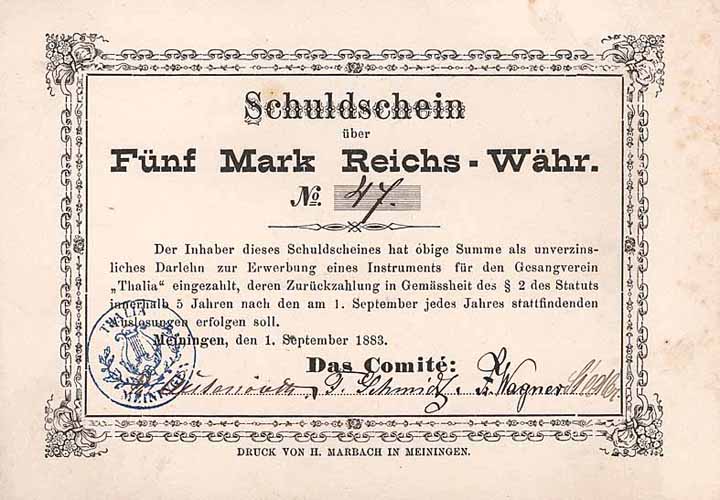 Schuldschein
über
Fünf Mark Reichs-Währ.
No. 47.
Der Inhaber dieses Schuldscheines hat obige Summe als unverzins-
liches Darlehn zur Erwerbung eines Instruments für den Gesangverein
„Thalia“ eingezahlt, deren Zurückzahlung in Gemässheit des § 2 des Statuts
innerhalb 5 Jahren nach den am 1. September jedes Jahres stattfindenden
Auslosungen erfolgen soll.
Meiningen, den 1. September 1883.
THALIA
MEININGEN
Das Comité:
Schmidt. Fr. Wagner
DRUCK VON H. MARBACH IN MEININGEN.